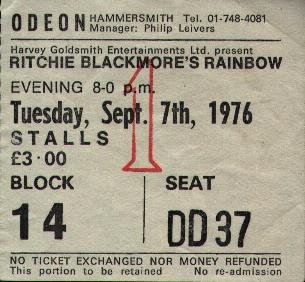 ODEON HAMMERSMITH Tel. 01-748-4081
Manager: Philip Leivers
Harvey Goldsmith Entertainments Ltd. present
RITCHIE BLACKMORE'S RAINBOW
EVENING 8-0 p.m.
Tuesday, Sept. 7th, 1976
1
STALLS
£3·00
BLOCK SEAT
14 DD37
NO TICKET EXCHANGED NOR MONEY REFUNDED
This portion to be retained No re-admission